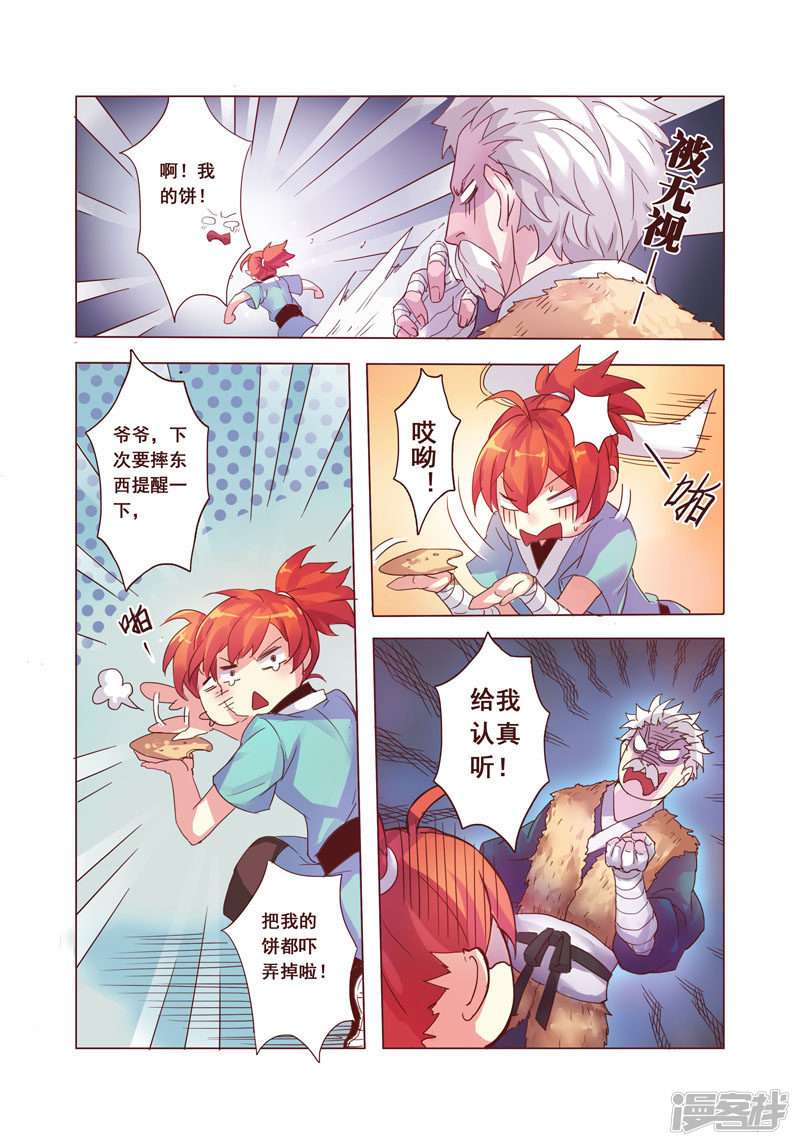 啊！我
的饼！
被无视——
爷爷，下
次要摔东
西提醒一
下，
啪
把我的
饼都吓
弄掉啦！
哎呦！
啪
给我
认真
听！
漫客栈